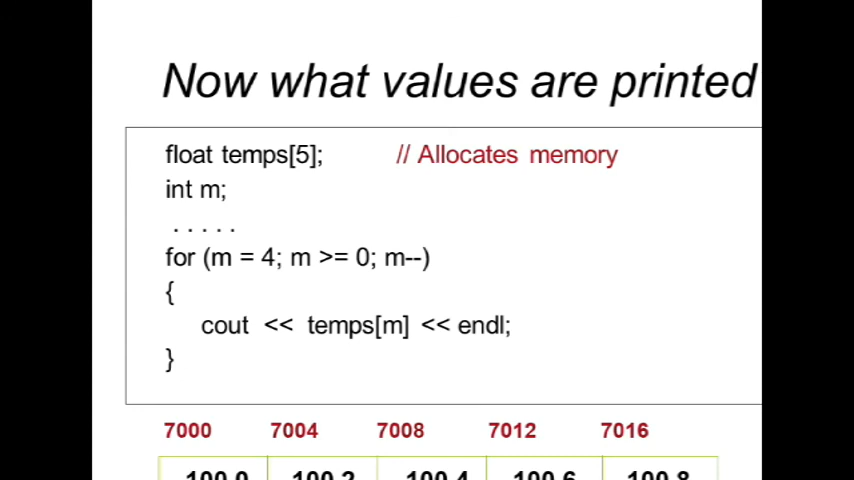 Now what values are printed
float temps[5]; // Allocates memory
int m;
. . . . .
for (m = 4; m >= 0; m--)
{
cout << temps[m] << endl;
}
7000 7004 7008 7012 7016
100.0 100.2 100.4 100.6 100.8